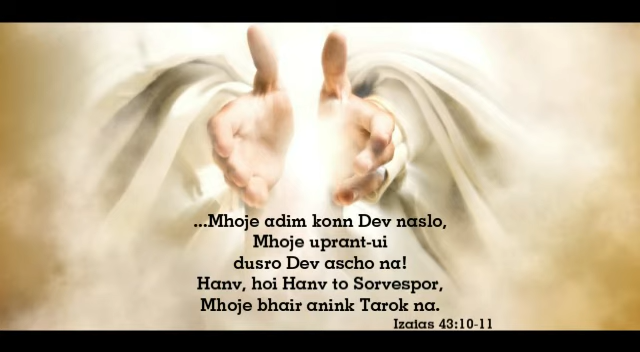 ...Mhoje adim konn Dev naslo,
Mhoje uprant-ui
dusro Dev ascho na!
Hanv, hoi Hanv to Sorvespor,
Mhoje bhair anink Tarok na.
Izaias 43:10-11